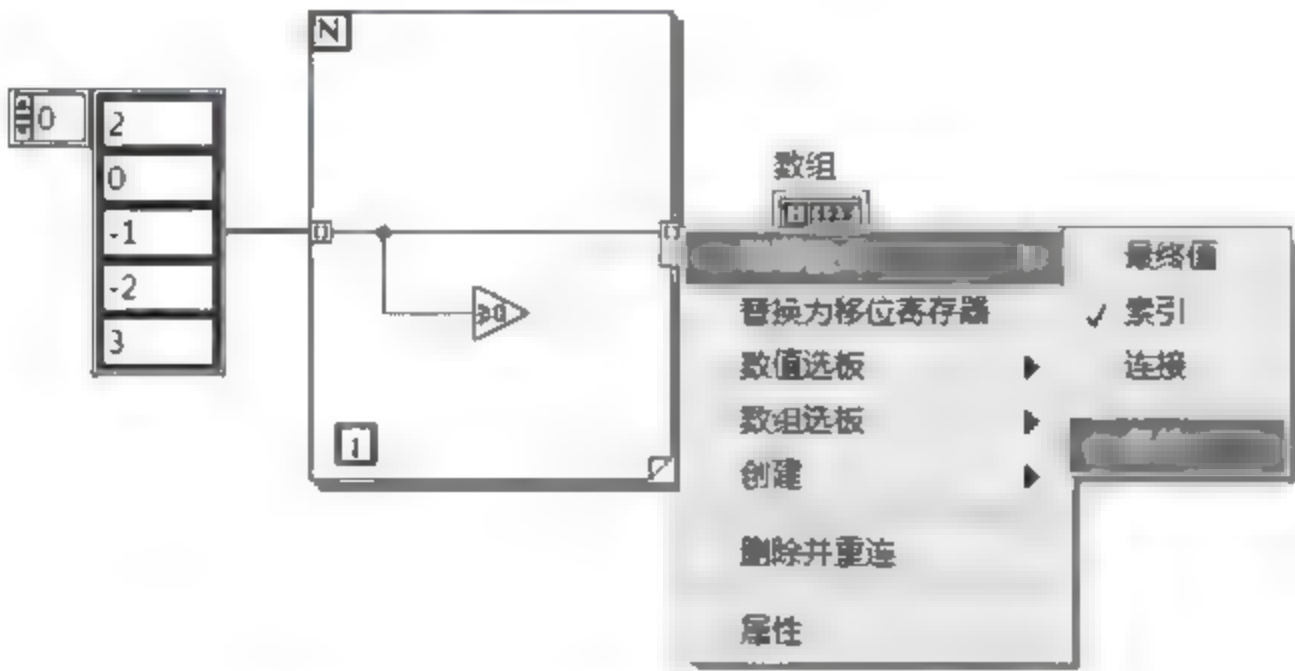 N
0
2
0
-1
-2
3
≥0
i
数组
替换为移位寄存器
数值选板
数组选板
创建
删除并重连
属性
最终值
✓ 索引
连接